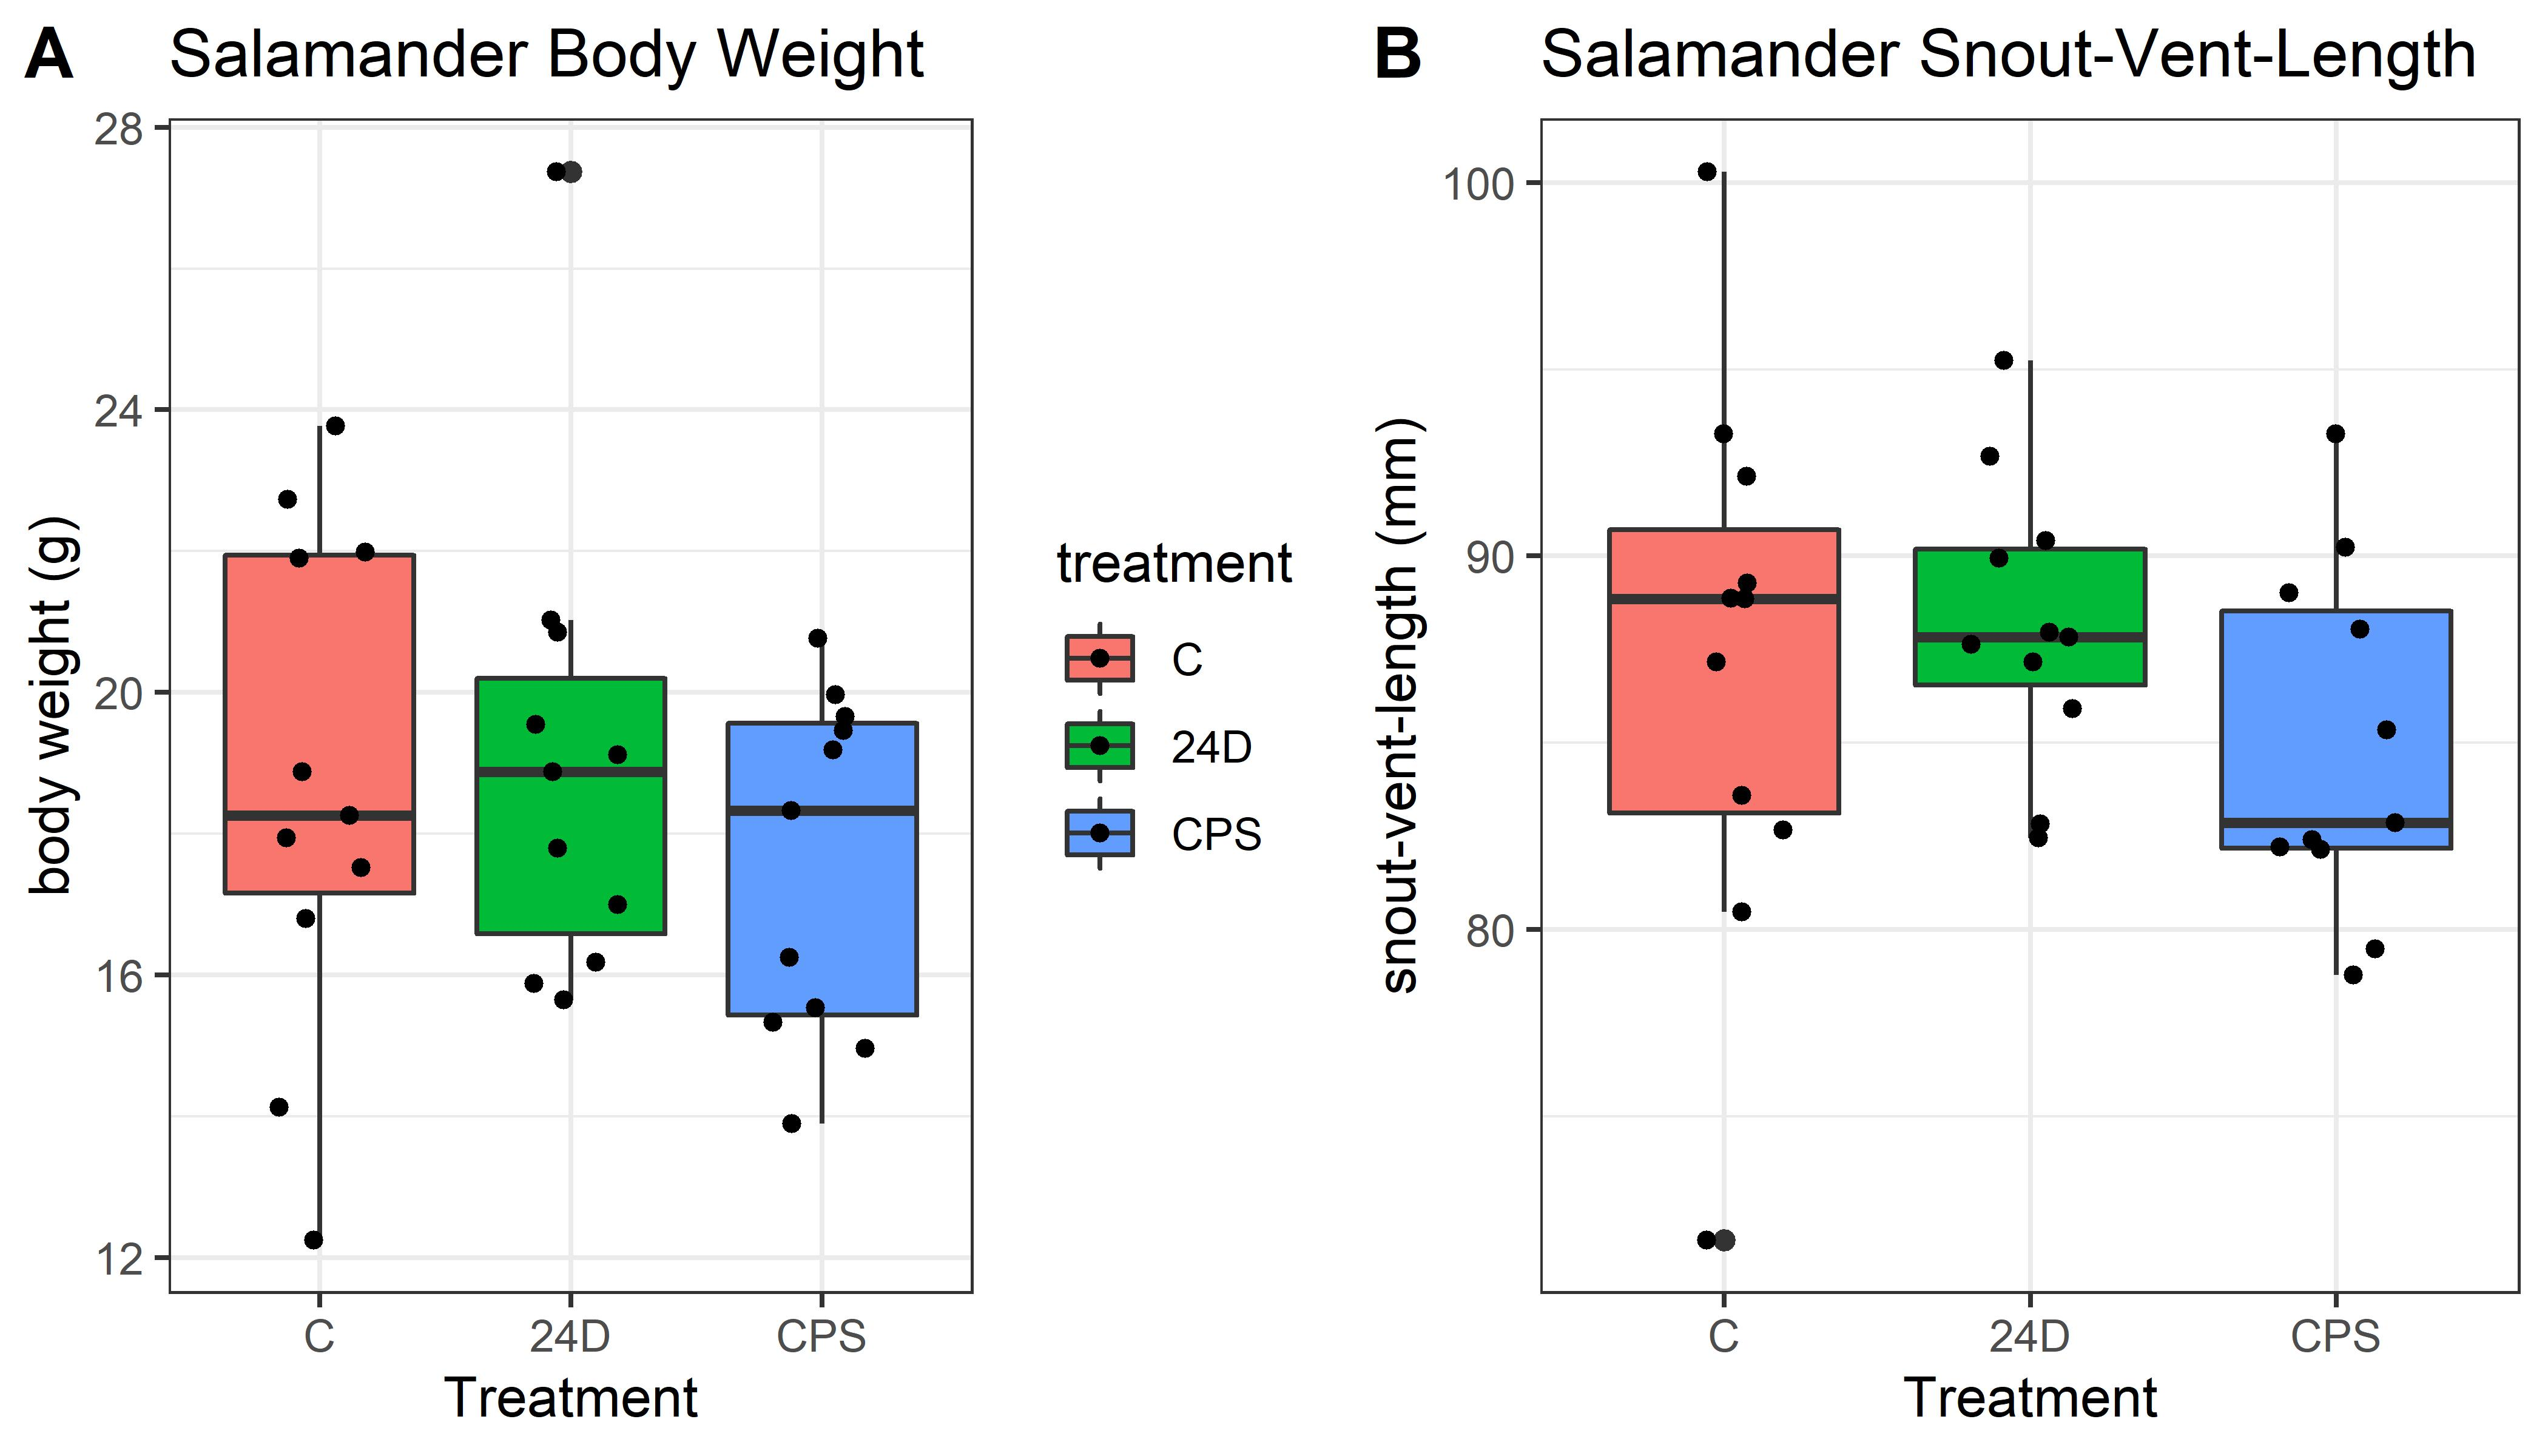 A Salamander Body Weight
28
24
20
16
12
body weight (g)
C 24D CPS
Treatment
treatment
C
24D
CPS
B Salamander Snout-Vent-Length
100
90
80
snout-vent-length (mm)
C 24D CPS
Treatment